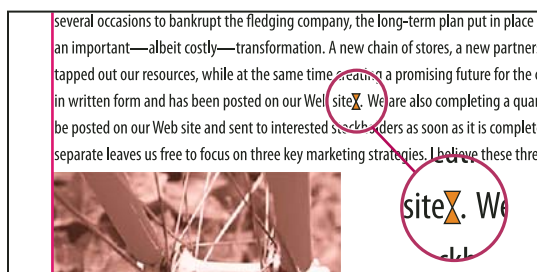 several occasions to bankrupt the fledging company, the long-term plan put in place
an important—albeit costly—transformation. A new chain of stores, a new partner
tapped out our resources, while at the same time creating a promising future for the
in written form and has been posted on our Web site. We are also completing a quar
be posted on our Web site and sent to interested stockholders as soon as it is complet
separate leaves us free to focus on three key marketing strategies. I believe these thre
site. We